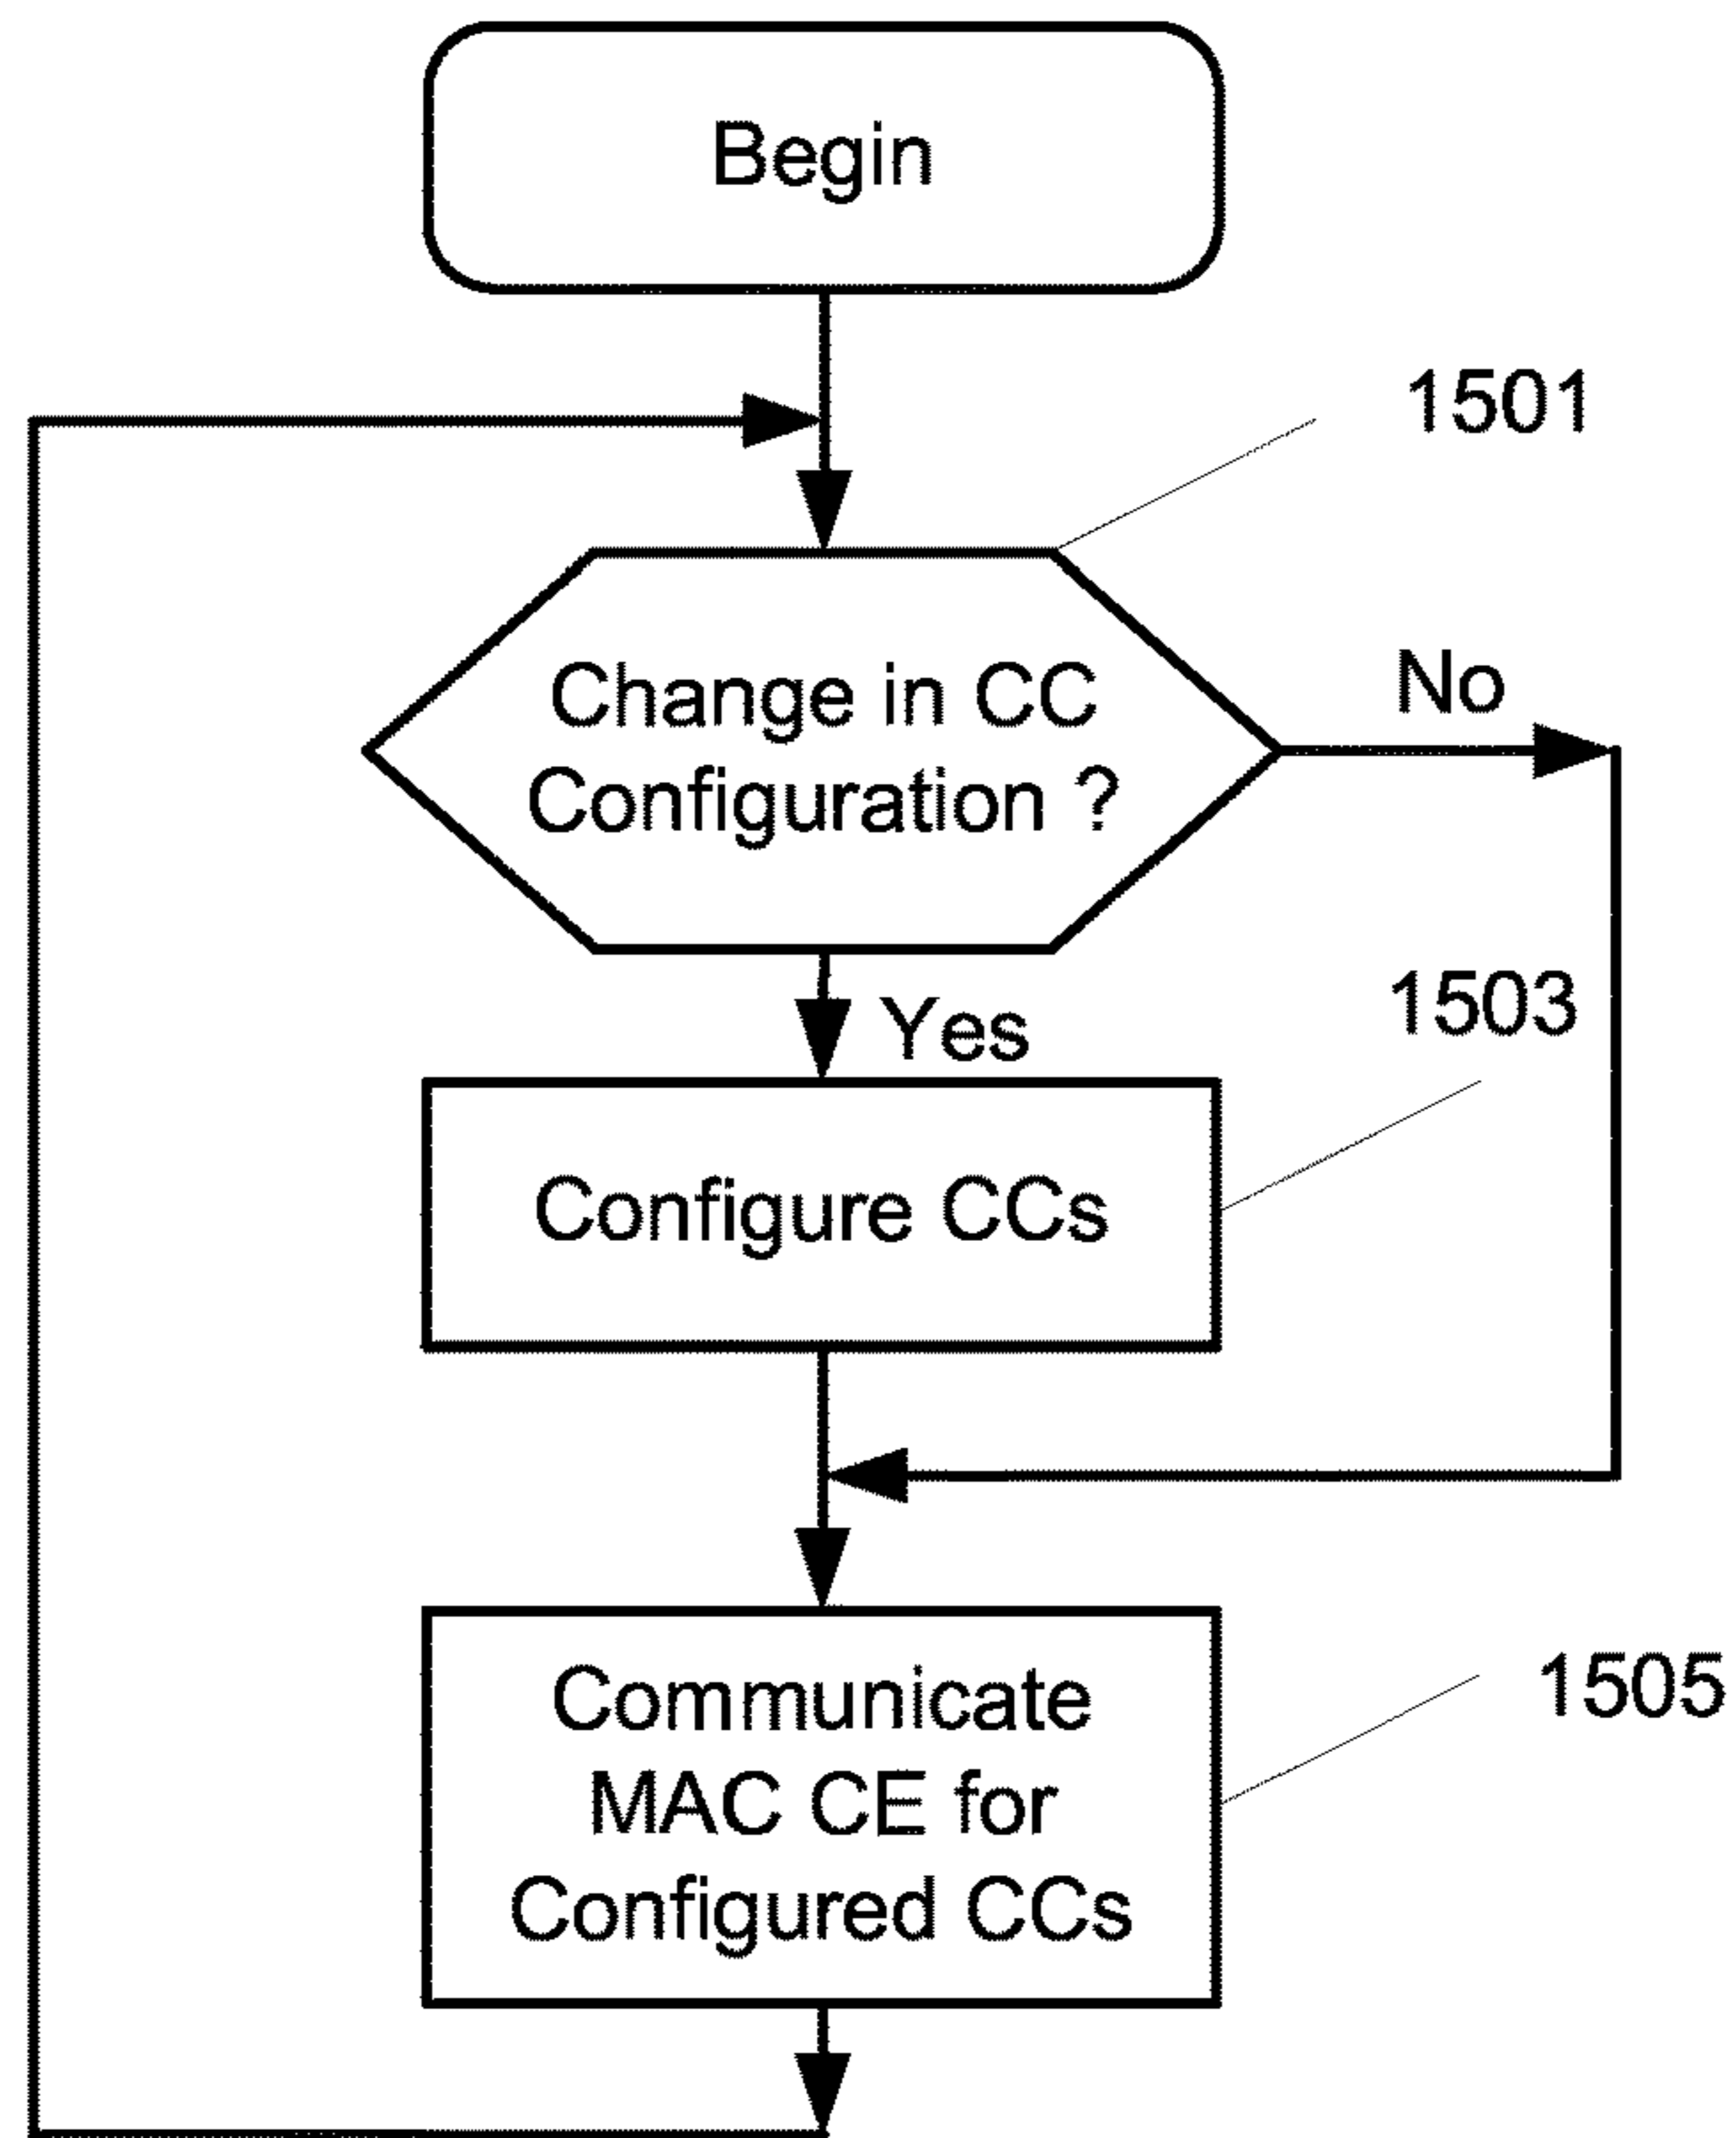 Begin
1501
Change in CC
Configuration ?
No
Yes
1503
Configure CCs
Communicate
MAC CE for
Configured CCs
1505